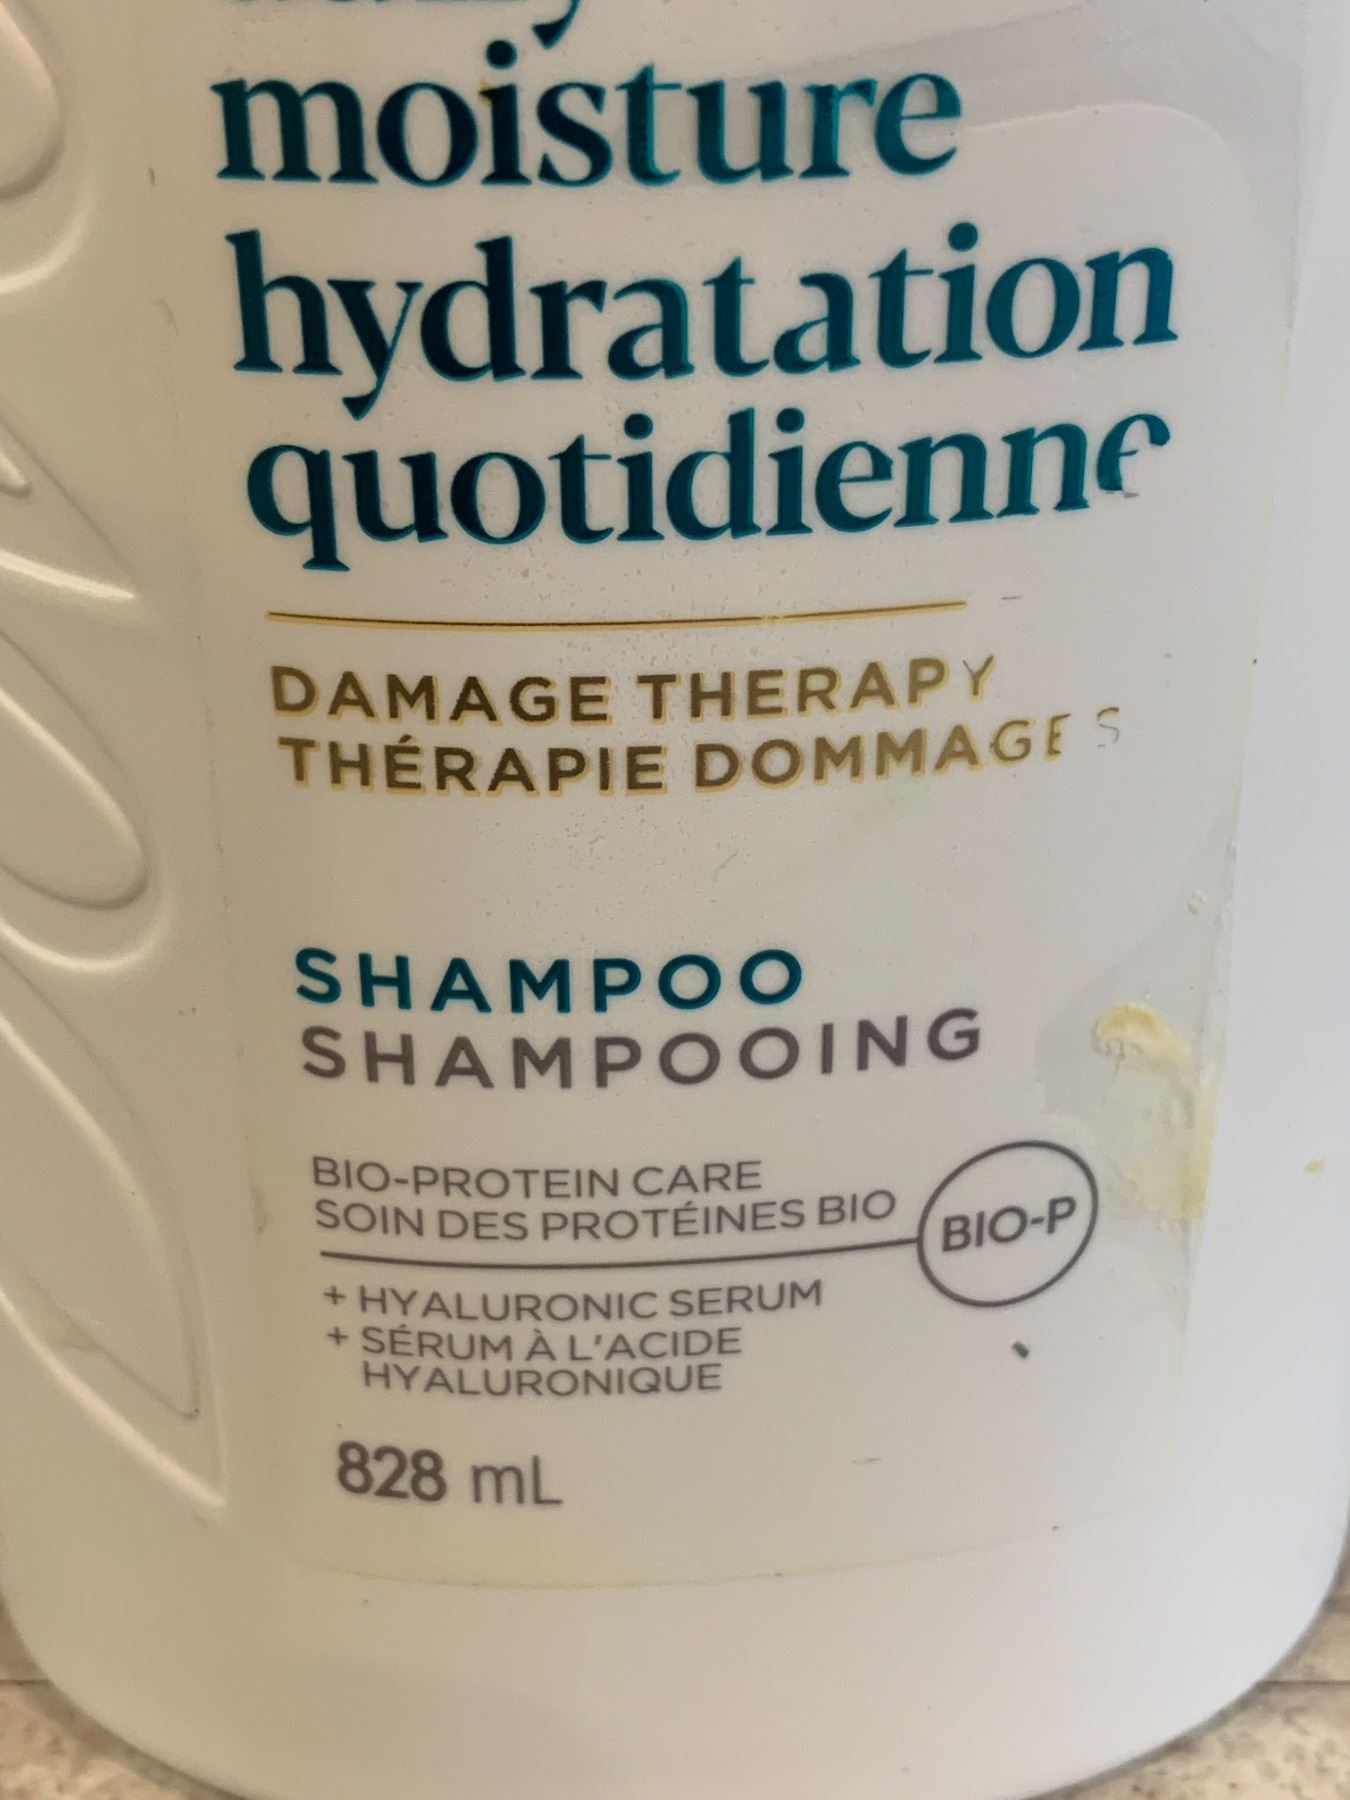 moisture
hydratation
quotidienne
DAMAGE THERAPY
THÉRAPIE DOMMAGES
SHAMPOO
SHAMPOOING
BIO-PROTEIN CARE
SOIN DES PROTÉINES BIO
BIO-P
+ HYALURONIC SERUM
+ SÉRUM À L'ACIDE
HYALURONIQUE
828 mL